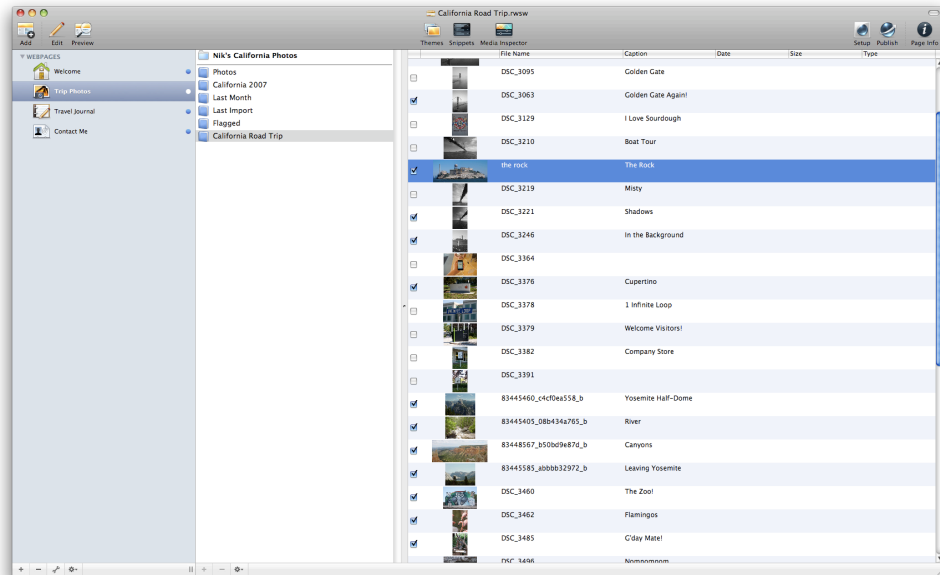 California Road Trip.rwsw
Add Edit Preview Themes Snippets Media Inspector Setup Publish Page Info
WEBPAGES
Welcome
Trip Photos
Travel Journal
Contact Me
Nik's California Photos
Photos
California 2007
Last Month
Last Import
Flagged
California Road Trip
File Name Caption Date Size Type
DSC_3095 Golden Gate
DSC_3063 Golden Gate Again!
DSC_3129 I Love Sourdough
DSC_3210 Boat Tour
the rock The Rock
DSC_3219 Misty
DSC_3221 Shadows
DSC_3246 In the Background
DSC_3364
DSC_3376 Cupertino
DSC_3378 1 Infinite Loop
DSC_3379 Welcome Visitors!
DSC_3382 Company Store
DSC_3391
83445460_c4cf0ea558_b Yosemite Half-Dome
83445405_08b434a765_b River
83448567_b50bd9e87d_b Canyons
83445585_abbbb32972_b Leaving Yosemite
DSC_3460 The Zoo!
DSC_3462 Flamingos
DSC_3485 G'day Mate!
DSC_3496 Nomnomnom